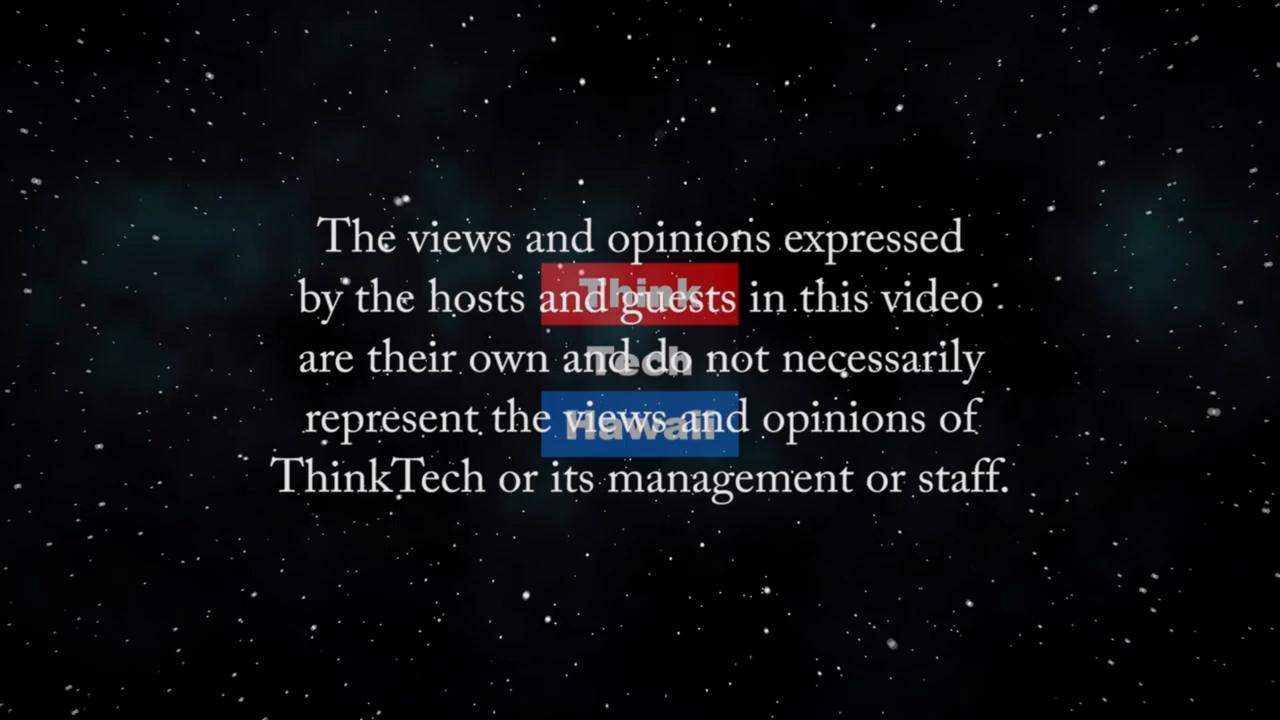 The views and opinions expressed
by the hosts and guests in this video
are their own and do not necessarily
represent the views and opinions of
ThinkTech or its management or staff.
Think
Tech
Hawaii